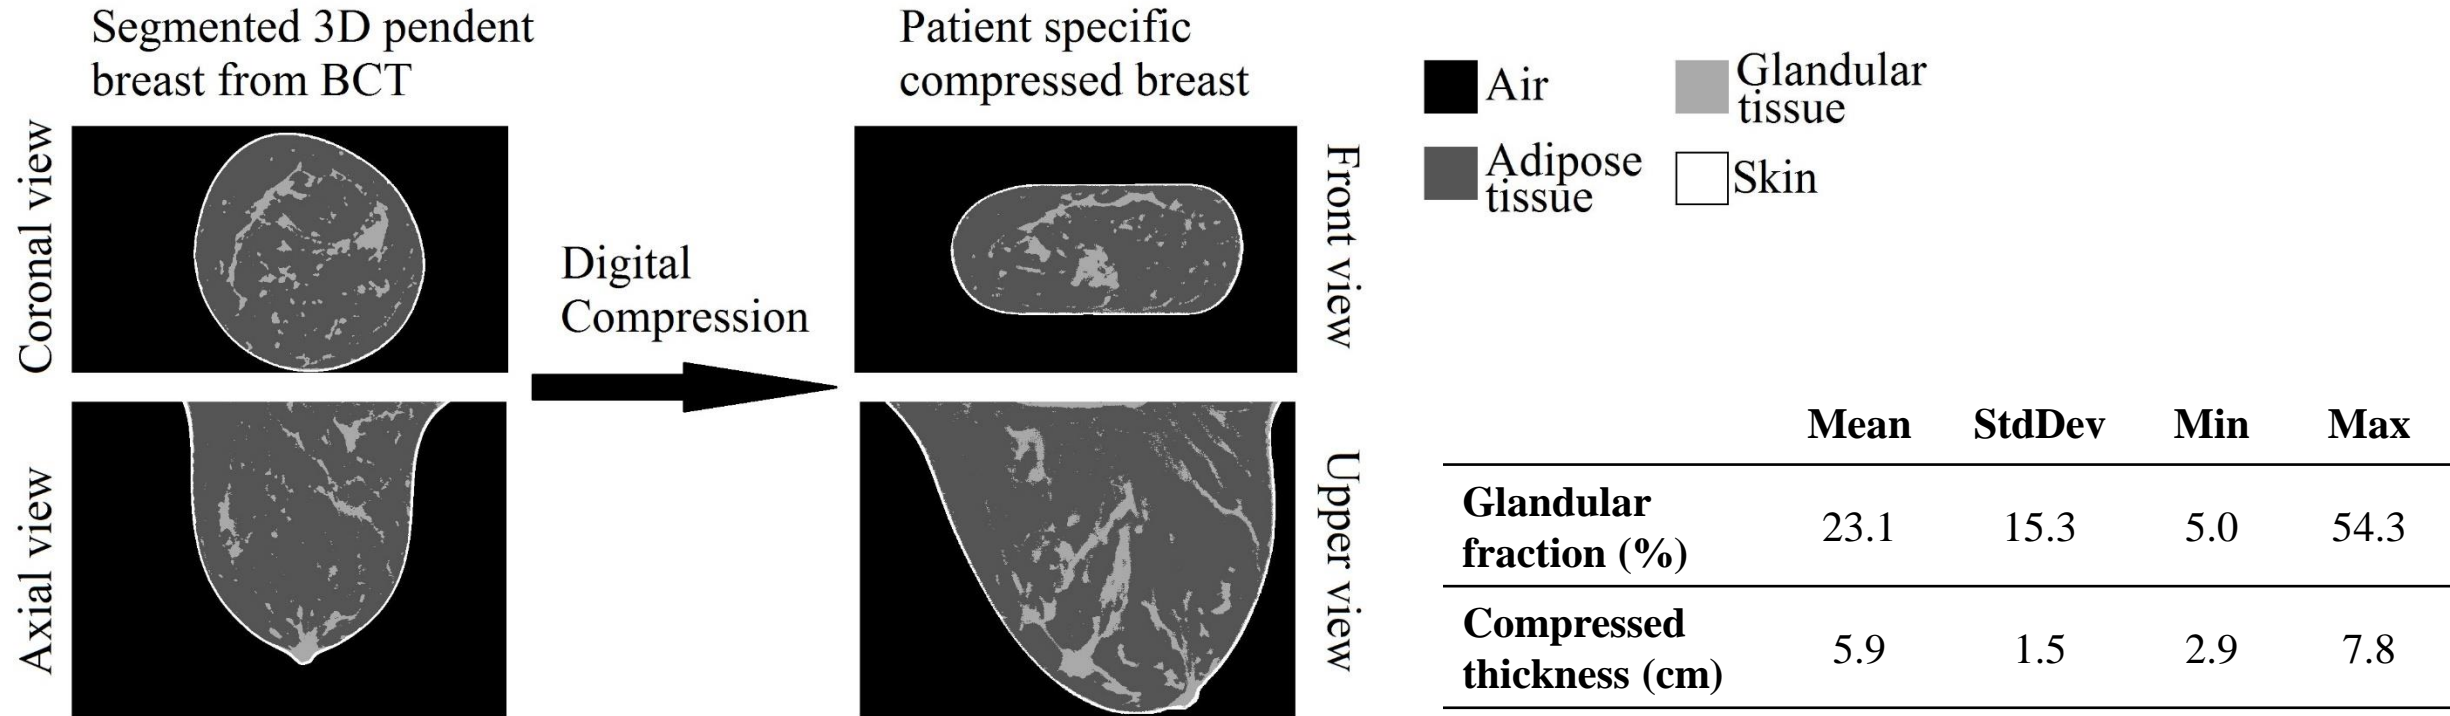 Segmented 3D pendent
breast from BCT
Patient specific
compressed breast
Air
Glandular
tissue
Adipose
tissue
Skin
Coronal view
Front view
Digital
Compression
Axial view
Upper view
Mean StdDev Min Max
Glandular
fraction (%) 23.1 15.3 5.0 54.3
Compressed
thickness (cm) 5.9 1.5 2.9 7.8